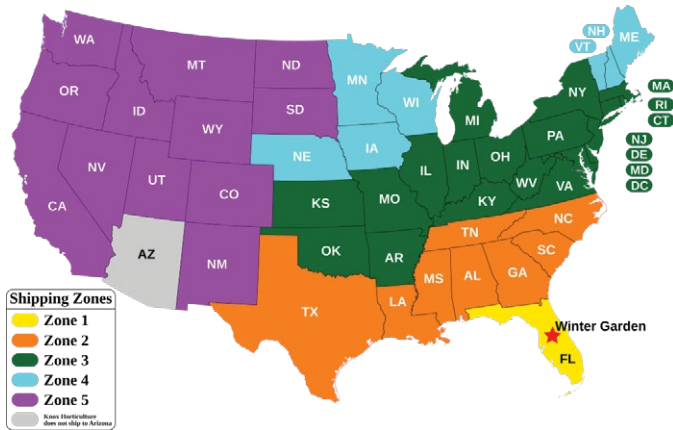 WA
MT
ND
MN
NH
VT
ME
OR
ID
SD
WI
NY
MA
WY
MI
RI
CT
NE
IA
PA
NJ
NV
UT
CO
IL
IN
OH
WV
DE
MD
DC
CA
KS
MO
KY
VA
AZ
NM
OK
AR
TN
NC
SC
MS
AL
GA
TX
LA
Winter Garden
FL
Shipping Zones
Zone 1
Zone 2
Zone 3
Zone 4
Zone 5
Knox Horticulture
does not ship to Arizona